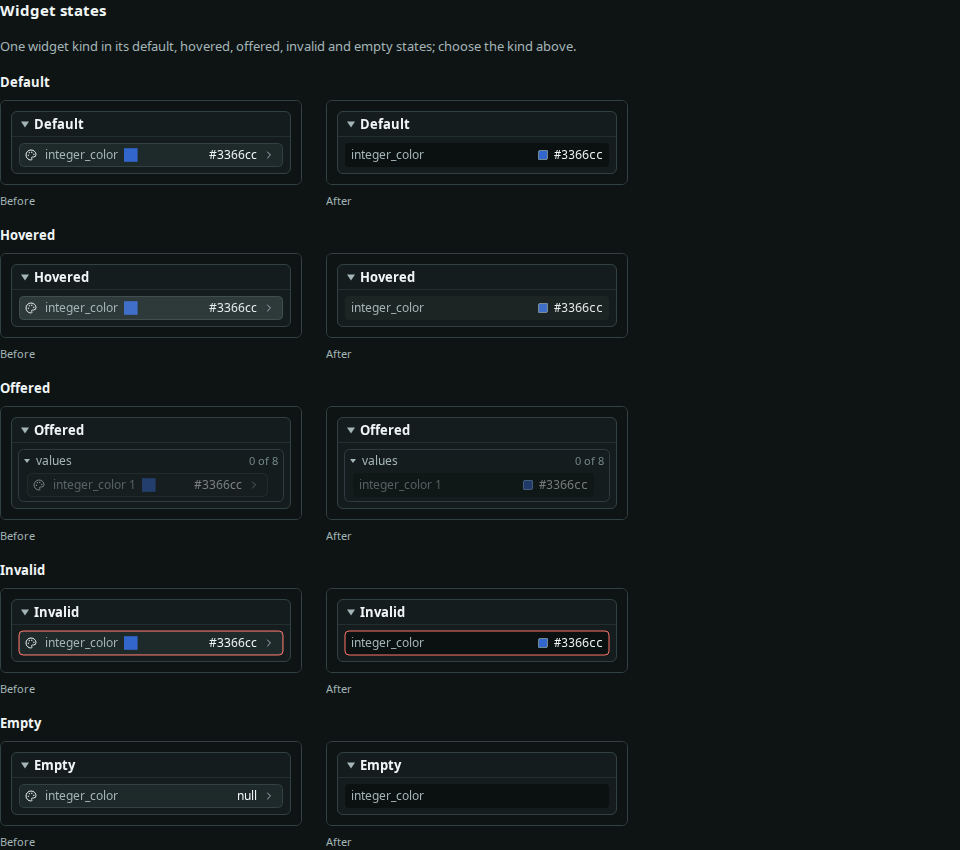 Widget states
One widget kind in its default, hovered, offered, invalid and empty states; choose the kind above.
Default
Default
integer_color #3366cc
Before
Default
integer_color #3366cc
After
Hovered
Hovered
integer_color #3366cc
Before
Hovered
integer_color #3366cc
After
Offered
Offered
values 0 of 8
integer_color 1 #3366cc
Before
Offered
values 0 of 8
integer_color 1 #3366cc
After
Invalid
Invalid
integer_color #3366cc
Before
Invalid
integer_color #3366cc
After
Empty
Empty
integer_color null
Before
Empty
integer_color
After